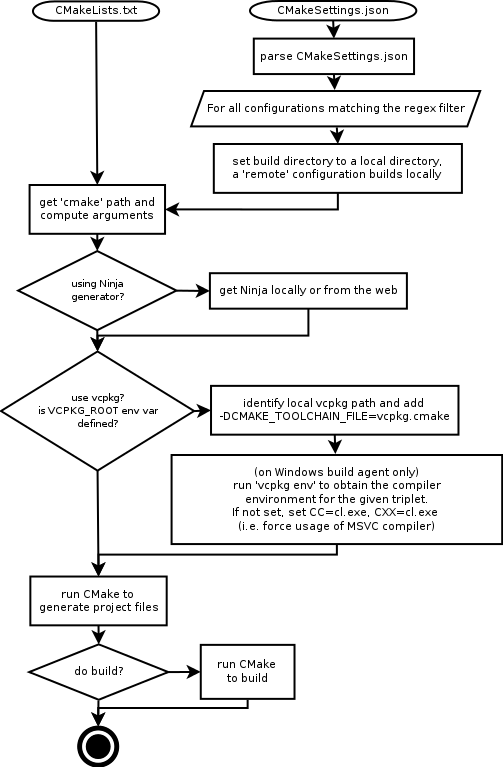 CMakeLists.txt
CMakeSettings.json
parse CMakeSettings.json
For all configurations matching the regex filter
set build directory to a local directory,
a 'remote' configuration builds locally
get 'cmake' path and
compute arguments
using Ninja
generator?
get Ninja locally or from the web
use vcpkg?
is VCPKG_ROOT env var
defined?
identify local vcpkg path and add
-DCMAKE_TOOLCHAIN_FILE=vcpkg.cmake
(on Windows build agent only)
run 'vcpkg env' to obtain the compiler
environment for the given triplet.
If not set, set CC=cl.exe, CXX=cl.exe
(i.e. force usage of MSVC compiler)
run CMake to
generate project files
do build?
run CMake
to build